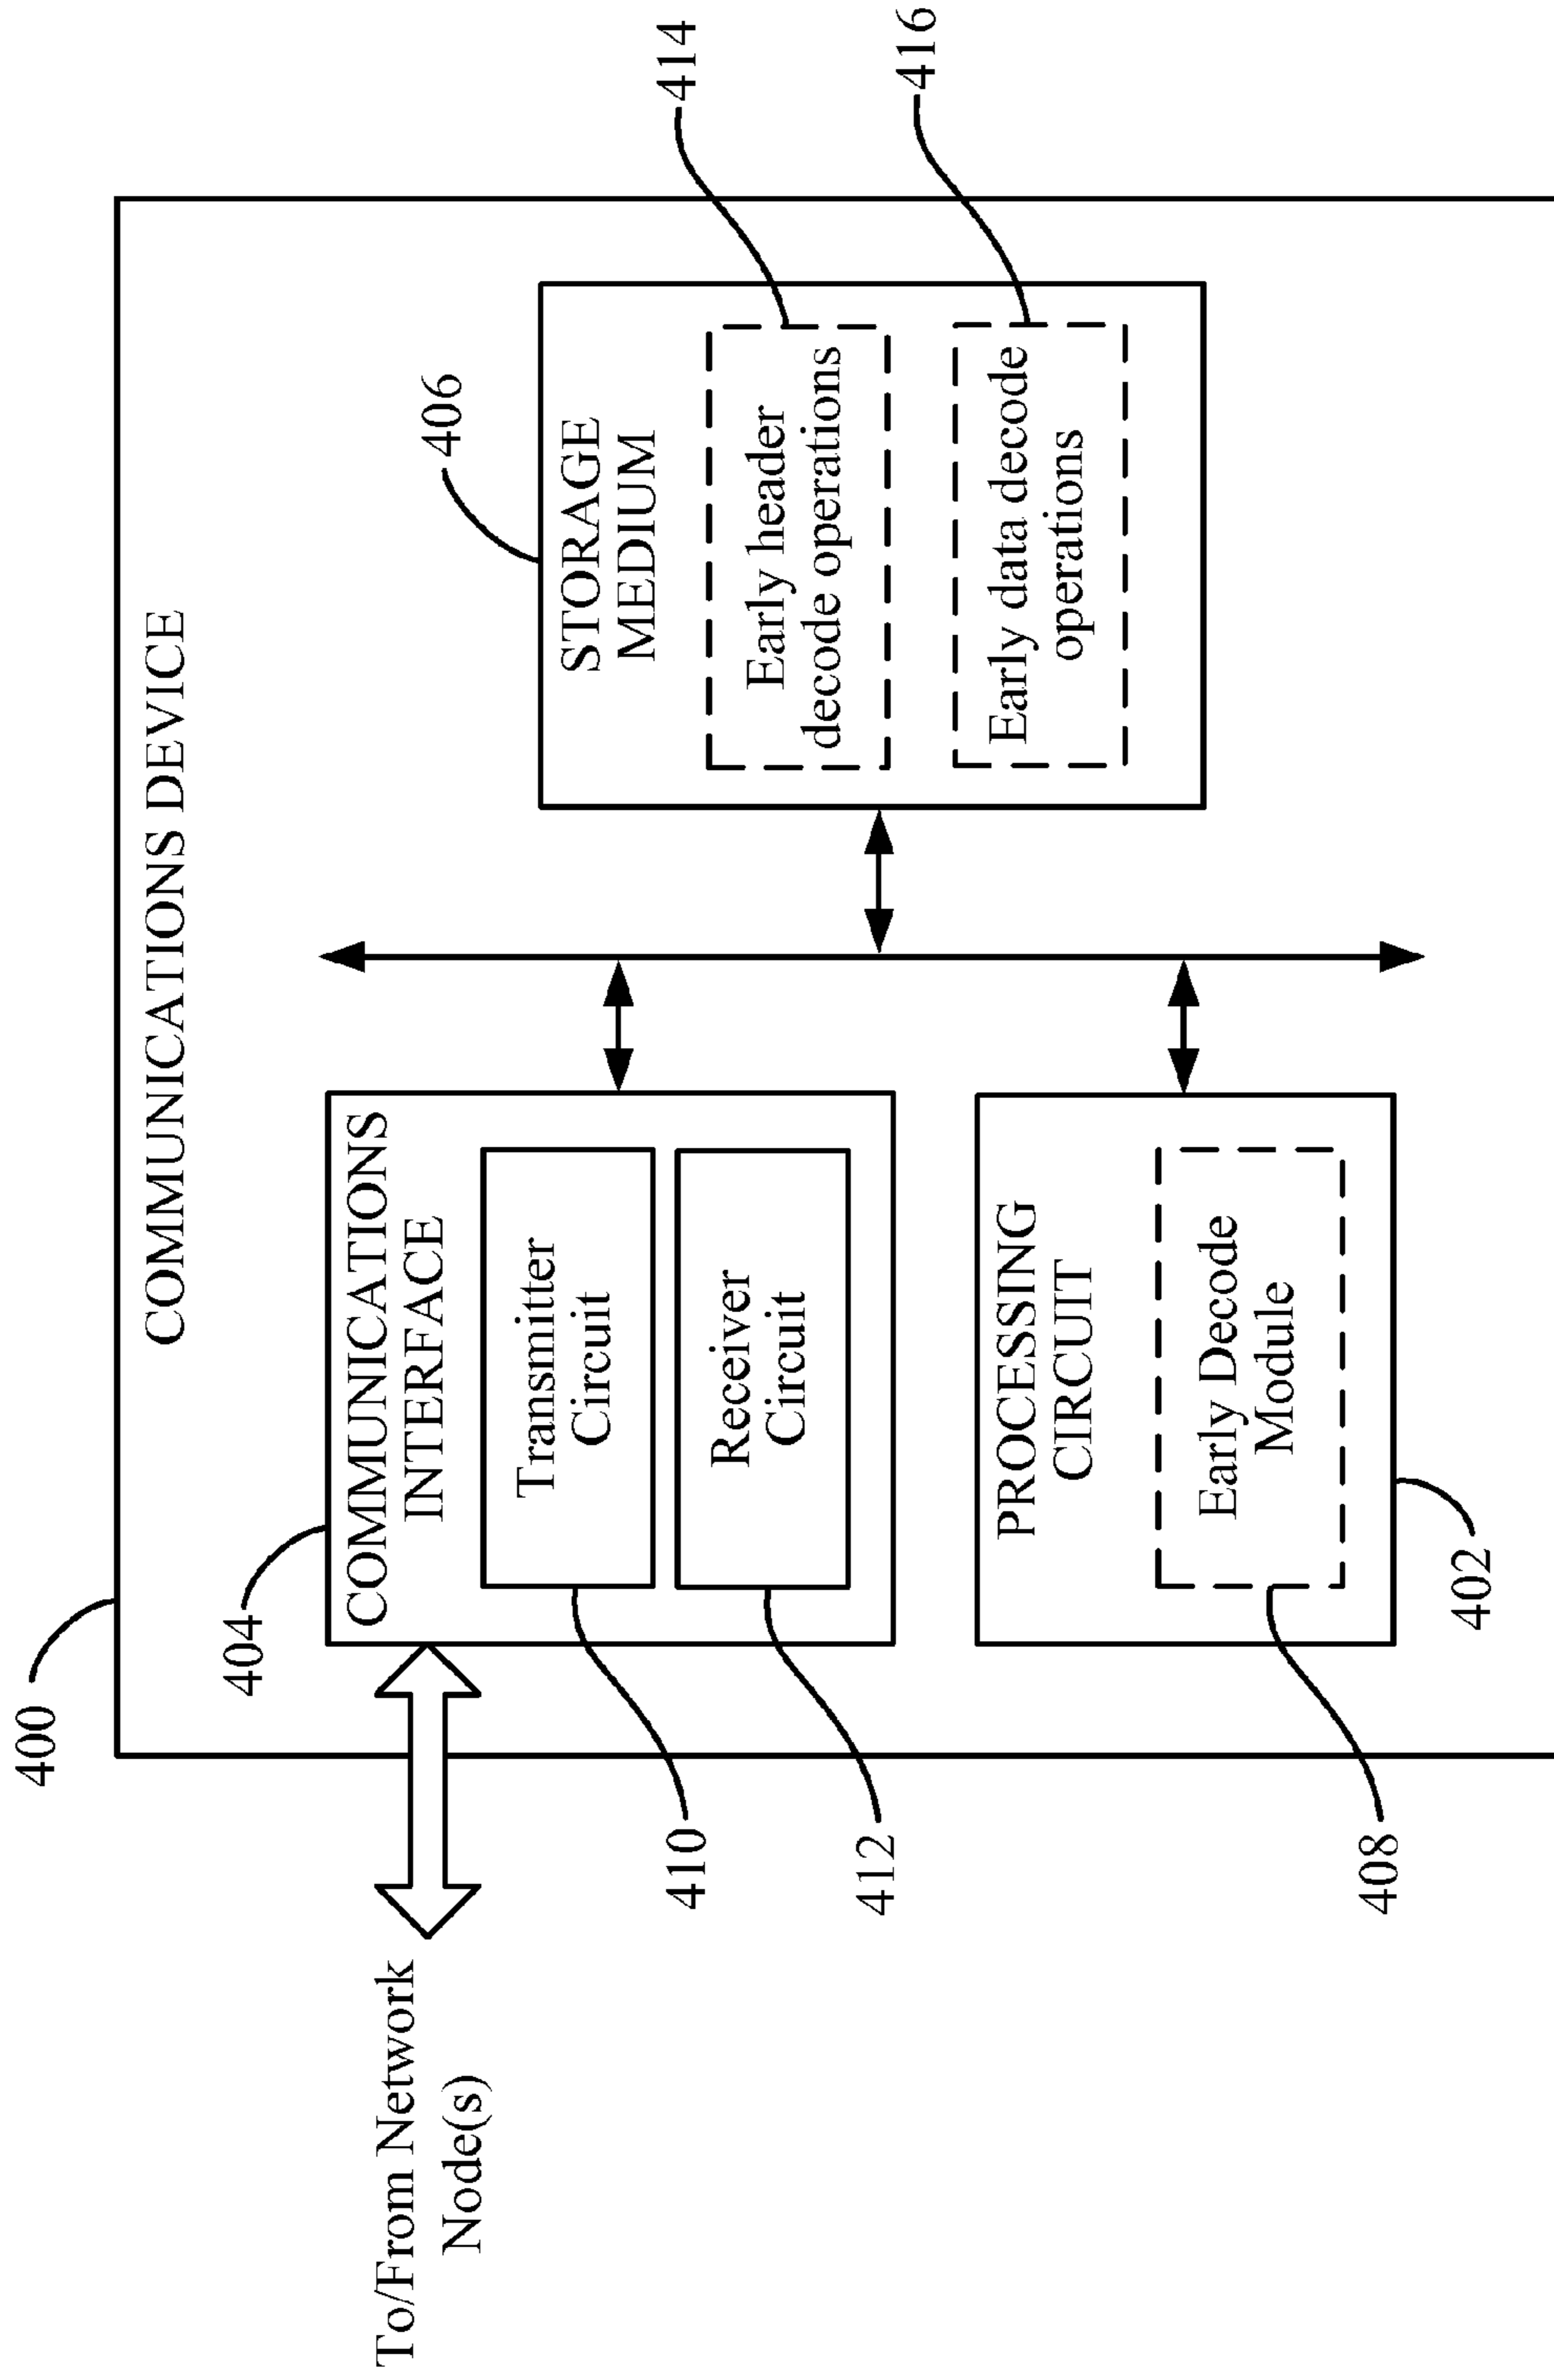 400
COMMUNICATIONS DEVICE
404
406
COMMUNICATIONS
INTERFACE
STORAGE
MEDIUM
To/From Network
Node(s)
Transmitter
Circuit
410
Receiver
Circuit
412
Early header
decode operations
414
Early data decode
operations
416
PROCESSING
CIRCUIT
Early Decode
Module
408
402